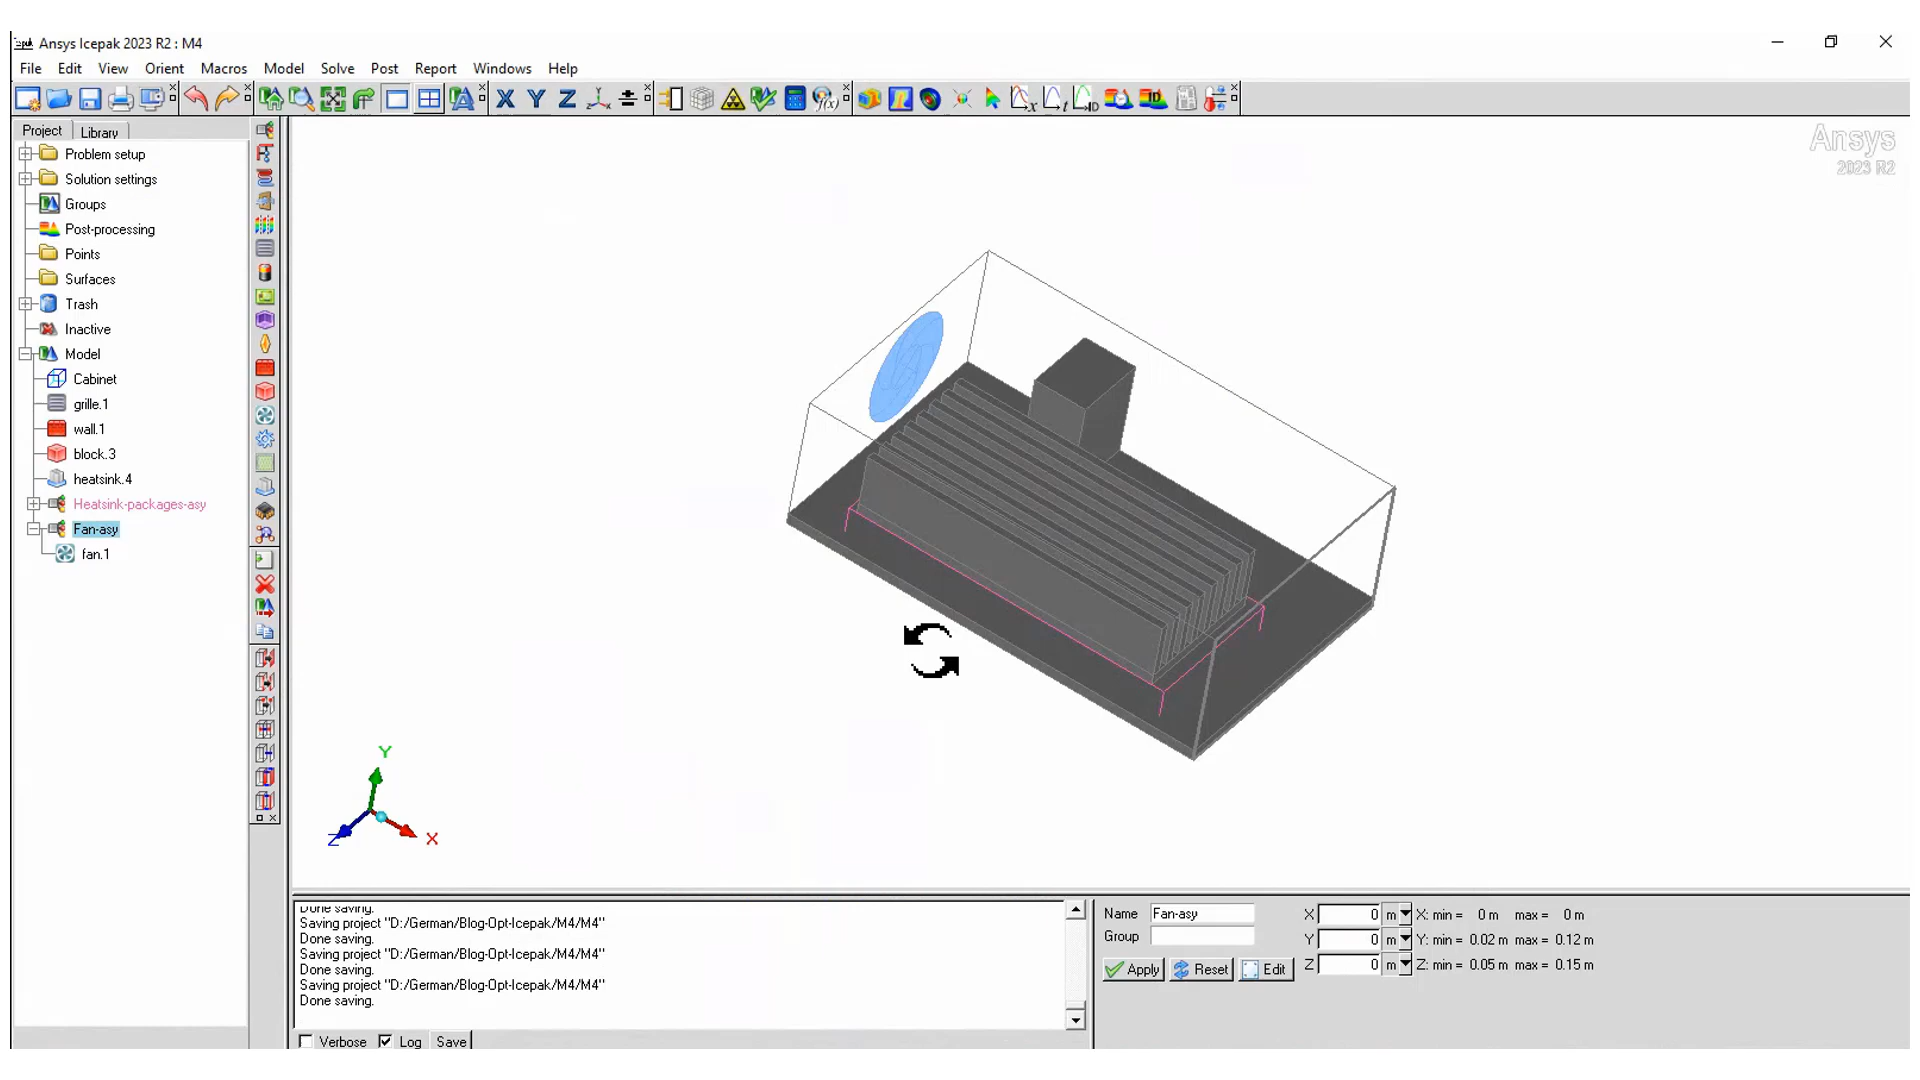 Ansys Icepak 2023 R2 : M4
File Edit View Orient Macros Model Solve Post Report Windows Help
X Y Z
Project Library
Problem setup
Solution settings
Groups
Post-processing
Points
Surfaces
Trash
Inactive
Model
Cabinet
grille.1
wall.1
block.3
heatsink.4
Heatsink-packages-asy
Fan-asy
fan.1
Ansys
2023 R2
Y
Z
X
Done saving.
Saving project "D:/German/Blog-Opt-Icepak/M4/M4"
Done saving.
Saving project "D:/German/Blog-Opt-Icepak/M4/M4"
Done saving.
Saving project "D:/German/Blog-Opt-Icepak/M4/M4"
Done saving.
Verbose Log Save
Name Fan-asy
Group
Apply Reset Edit
X 0 m X: min = 0 m max = 0 m
Y 0 m Y: min = 0.02 m max = 0.12 m
Z 0 m Z: min = 0.05 m max = 0.15 m